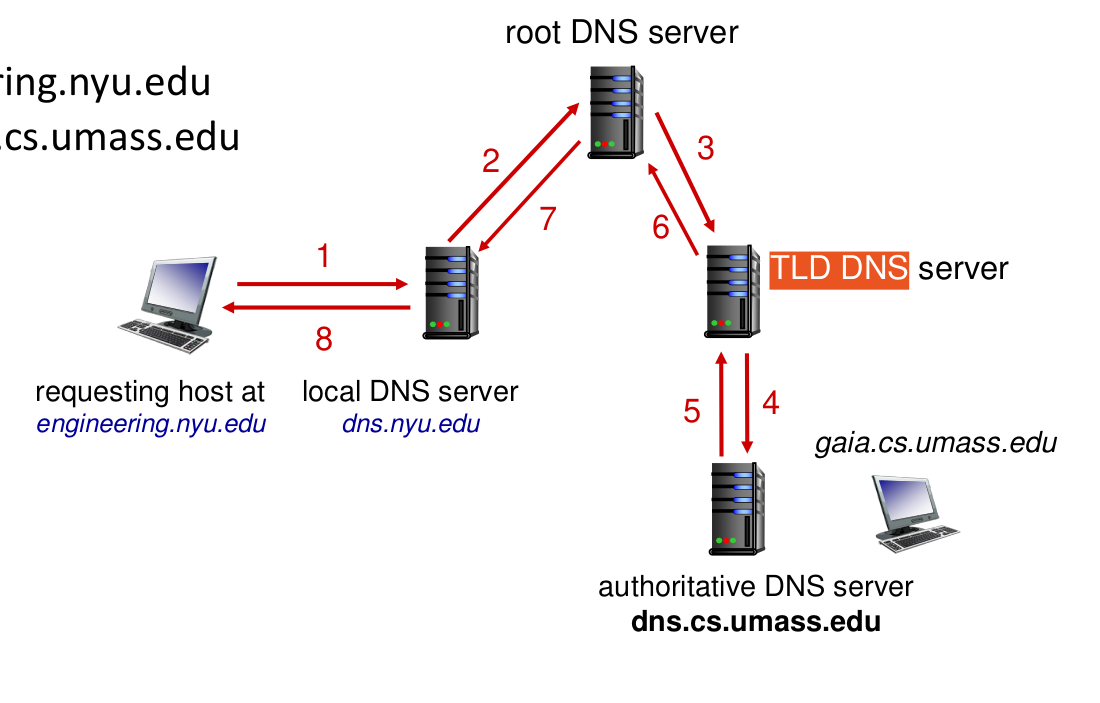 root DNS server
ring.nyu.edu
.cs.umass.edu
2
3
7
6
1
TLD DNS server
8
requesting host at
engineering.nyu.edu
local DNS server
dns.nyu.edu
5
4
gaia.cs.umass.edu
authoritative DNS server
dns.cs.umass.edu